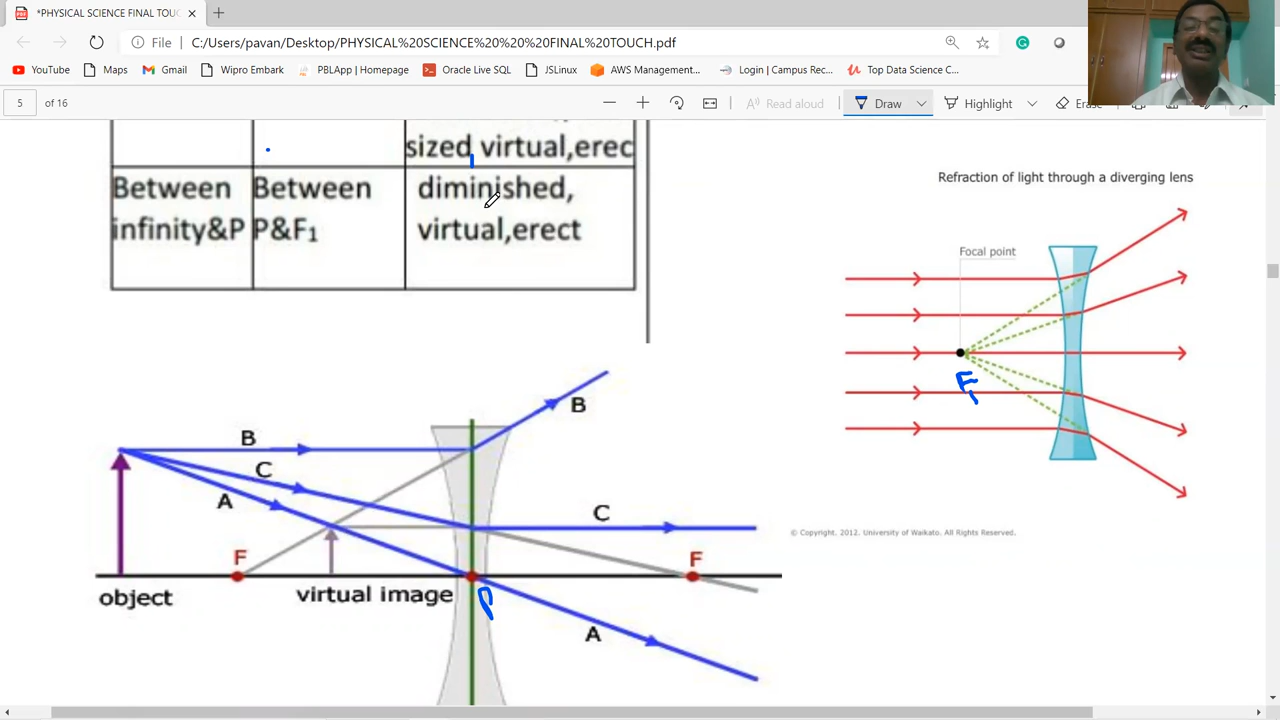 *PHYSICAL SCIENCE FINAL TOUC
File C:/Users/pavan/Desktop/PHYSICAL%20SCIENCE%20%20%20FINAL%20TOUCH.pdf
YouTube Maps Gmail Wipro Embark PBLApp | Homepage Oracle Live SQL JSLinux AWS Management... Login | Campus Rec... Top Data Science C...
5 of 16 Read aloud Draw Highlight Erase
sized virtual,erec
Between Between diminished,
infinity&P P&F₁ virtual,erect
Refraction of light through a diverging lens
Focal point
F₁
© Copyright, 2012. University of Waikato. All Rights Reserved.
B
B
C
A
C
F
F
object
virtual image
P
A